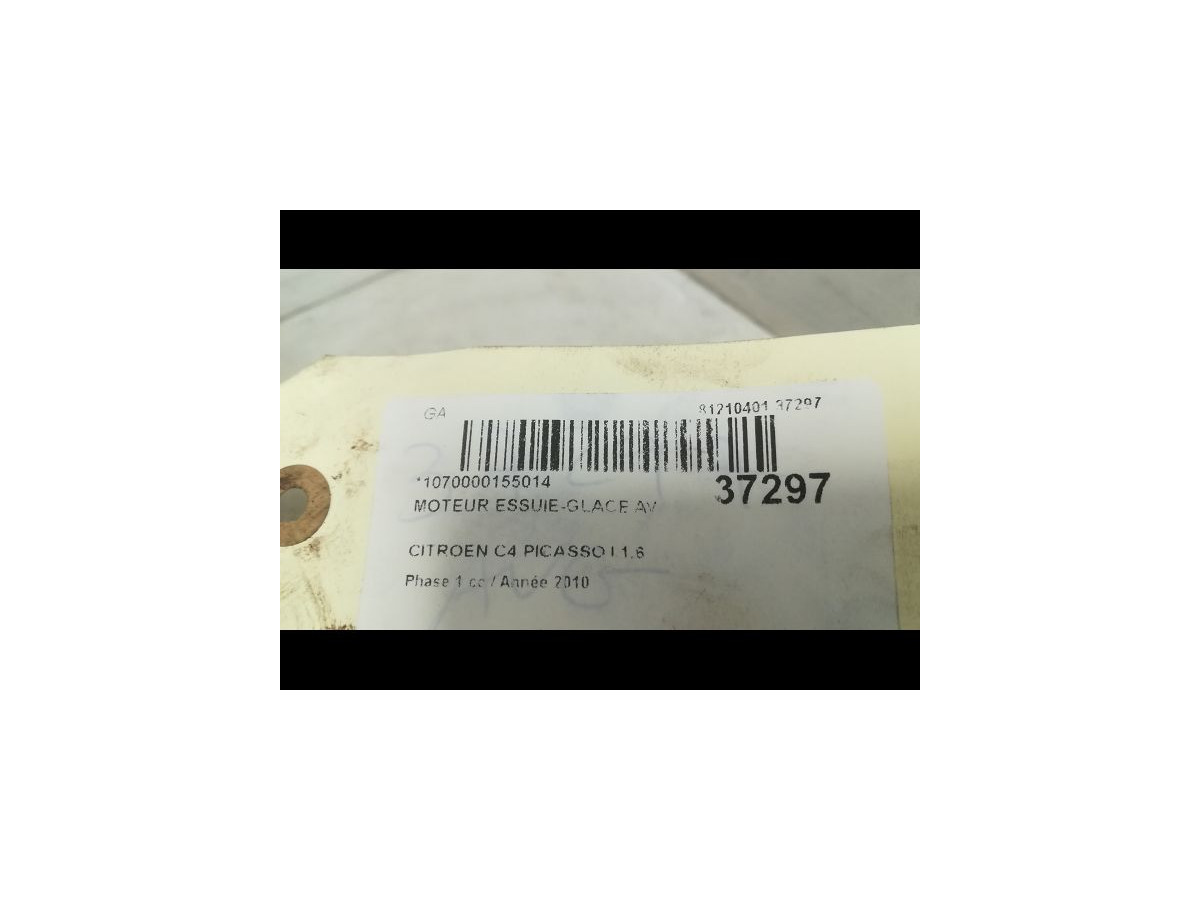 GA 81210401 37297
*1070000155014
37297
MOTEUR ESSUIE-GLACE AV
CITROEN C4 PICASSO I 1.6
Phase 1 cc / Année 2010